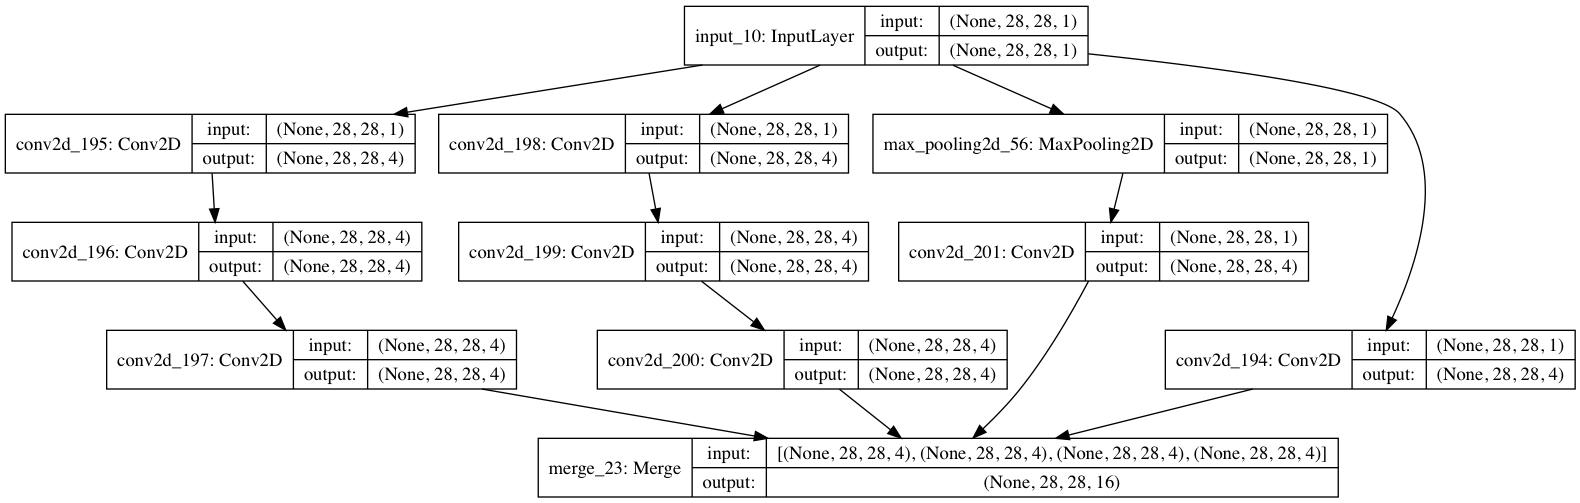 input_10: InputLayer
input: (None, 28, 28, 1)
output: (None, 28, 28, 1)
conv2d_195: Conv2D
input: (None, 28, 28, 1)
output: (None, 28, 28, 4)
conv2d_198: Conv2D
input: (None, 28, 28, 1)
output: (None, 28, 28, 4)
max_pooling2d_56: MaxPooling2D
input: (None, 28, 28, 1)
output: (None, 28, 28, 1)
conv2d_196: Conv2D
input: (None, 28, 28, 4)
output: (None, 28, 28, 4)
conv2d_199: Conv2D
input: (None, 28, 28, 4)
output: (None, 28, 28, 4)
conv2d_201: Conv2D
input: (None, 28, 28, 1)
output: (None, 28, 28, 4)
conv2d_197: Conv2D
input: (None, 28, 28, 4)
output: (None, 28, 28, 4)
conv2d_200: Conv2D
input: (None, 28, 28, 4)
output: (None, 28, 28, 4)
conv2d_194: Conv2D
input: (None, 28, 28, 1)
output: (None, 28, 28, 4)
merge_23: Merge
input: [(None, 28, 28, 4), (None, 28, 28, 4), (None, 28, 28, 4), (None, 28, 28, 4)]
output: (None, 28, 28, 16)